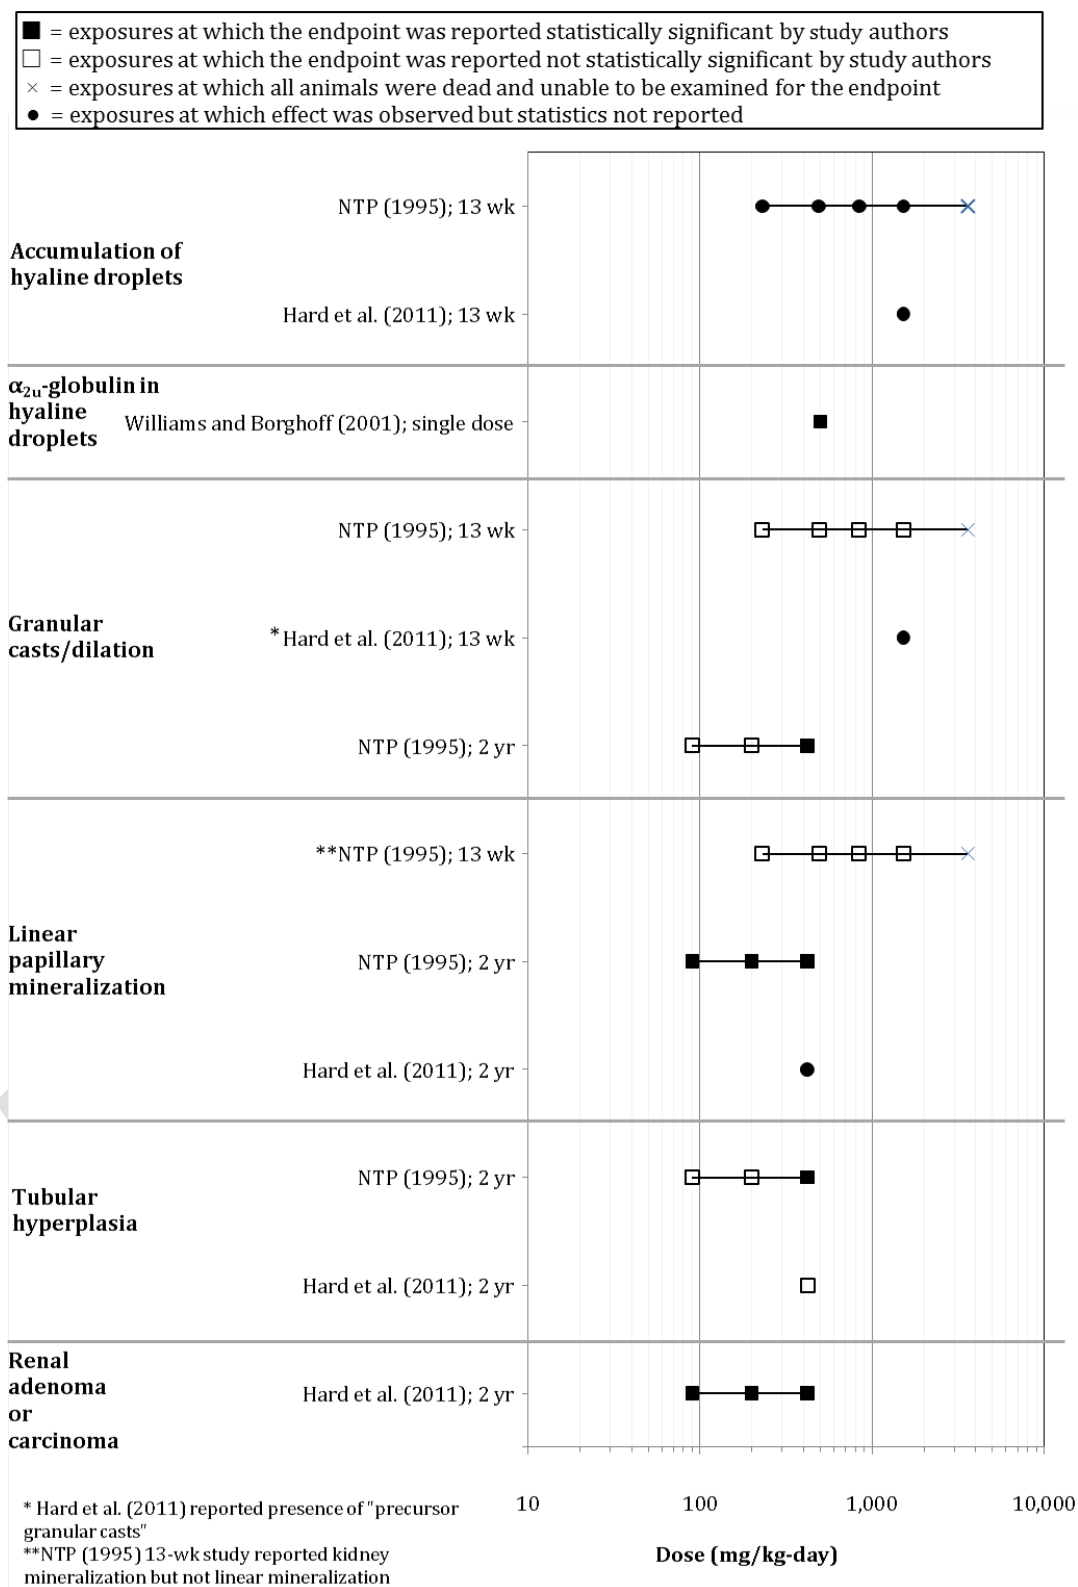 ■ = exposures at which the endpoint was reported statistically significant by study authors
□ = exposures at which the endpoint was reported not statistically significant by study authors
× = exposures at which all animals were dead and unable to be examined for the endpoint
● = exposures at which effect was observed but statistics not reported
NTP (1995); 13 wk
Accumulation of
hyaline droplets
Hard et al. (2011); 13 wk
α2u-globulin in
hyaline
droplets
Williams and Borghoff (2001); single dose
NTP (1995); 13 wk
Granular
casts/dilation
*Hard et al. (2011); 13 wk
NTP (1995); 2 yr
**NTP (1995); 13 wk
Linear
papillary
mineralization
NTP (1995); 2 yr
Hard et al. (2011); 2 yr
NTP (1995); 2 yr
Tubular
hyperplasia
Hard et al. (2011); 2 yr
Renal
adenoma
or
carcinoma
Hard et al. (2011); 2 yr
10 100 1,000 10,000
Dose (mg/kg-day)
* Hard et al. (2011) reported presence of "precursor
granular casts"
**NTP (1995) 13-wk study reported kidney
mineralization but not linear mineralization